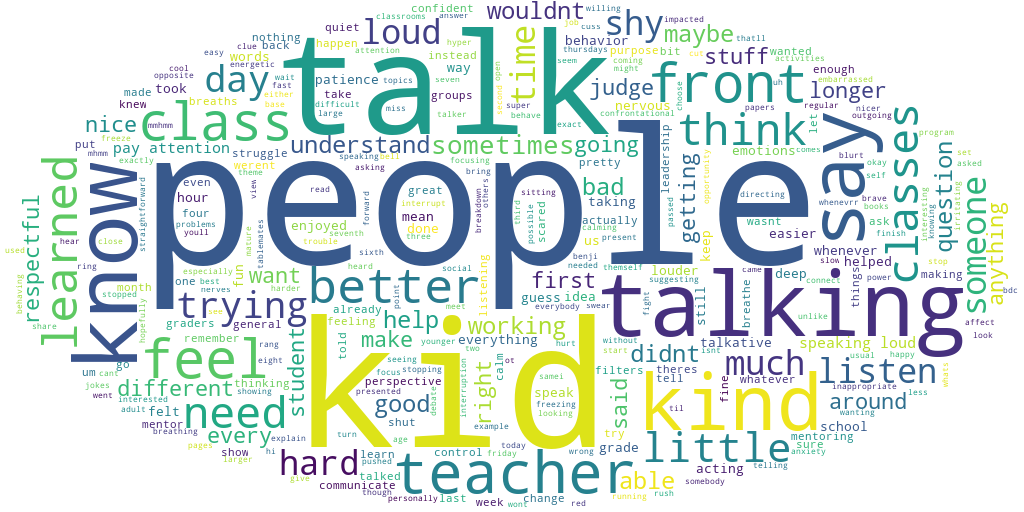 people
kid
talk
talking
know
kind
say
front
teacher
class
think
feel
better
need
learned
little
classes
trying
shy
loud
day
hard
much
listen
someone
time
sometimes
understand
different
student
bad
judge
stuff
maybe
wouldnt
longer
going
getting
question
anything
respectful
nice
want
help
make
good
every
right
working
said
able
didnt
around
first
pay attention
behavior
patience
confident
nothing
back
words
quiet
happen
instead
way
groups
purpose
bit
wanted
nervous
enough
took
made
knew
breaths
put
struggle
werent
speaking
asking
focusing
bring
pretty
actually
taking
us
emotions
wasnt
easier
whenever
helped
things
louder
keep
still
deep
idea
guess
everything
speak
talkative
speaking loud
theres
tell
filters
whatever
fine
school
mentoring
sure
acting
somebody
grade
try
change
week
last
control
communicate
talked
learn
shut
perspective
told
already
feeling
enjoyed
done
mean
great
even
hour
four
problems
youll
one
fun
month
go
um
graders
general
remember
thinking
felt
mentor
show
explain
breathing
interested
adult
jokes
went
cant
share
behaving
used
stopped
hopefully
ring
hear
close
straightforward
exactly
mhmm
mmhmm
freeze
opposite
cool
easy
energetic
clue
wait
fast
either
base
hyper
attention
seven
topics
difficult
large
take
miss
talker
super
behave
second open
seem
exact
confrontational
coming
might
job
cuss
willing
impacted
thursdays
thatll
activities
embarrassed
choose
papers
regular
nicer
outgoing
let
comes
blurt
okay
self
brave
books
ask
finish
interesting
knowing
irritating
set
asked
program
opportunity
leadership
passed
directing
sitting
third
possible
scared
calming
present
benji
needed
themself
everybody
swear
suggesting
fight
came
breathe
slow
power
connect
making
stop
affect
look
bdc
unlike
without
start
isnt
hurt
usual
happy
less
whats
inappropriate
wanting
anxiety
telling
til
rush
running
red
wont
wrong
friday
today
example
debate
interruption
looking
freezing
samei
calm
younger
two
stopping
seeing
focus
presented
age
turn
pushed
personally
though
give
hi
larger
pages
showing
eight
rang
harder
nerves
best
see
especially
trouble
seventh
sixth
heard
three
interrupt
read
bell
forward
others
breakdown
social
point
meet
listening
tablemates
mature
view
theme
classrooms
answer